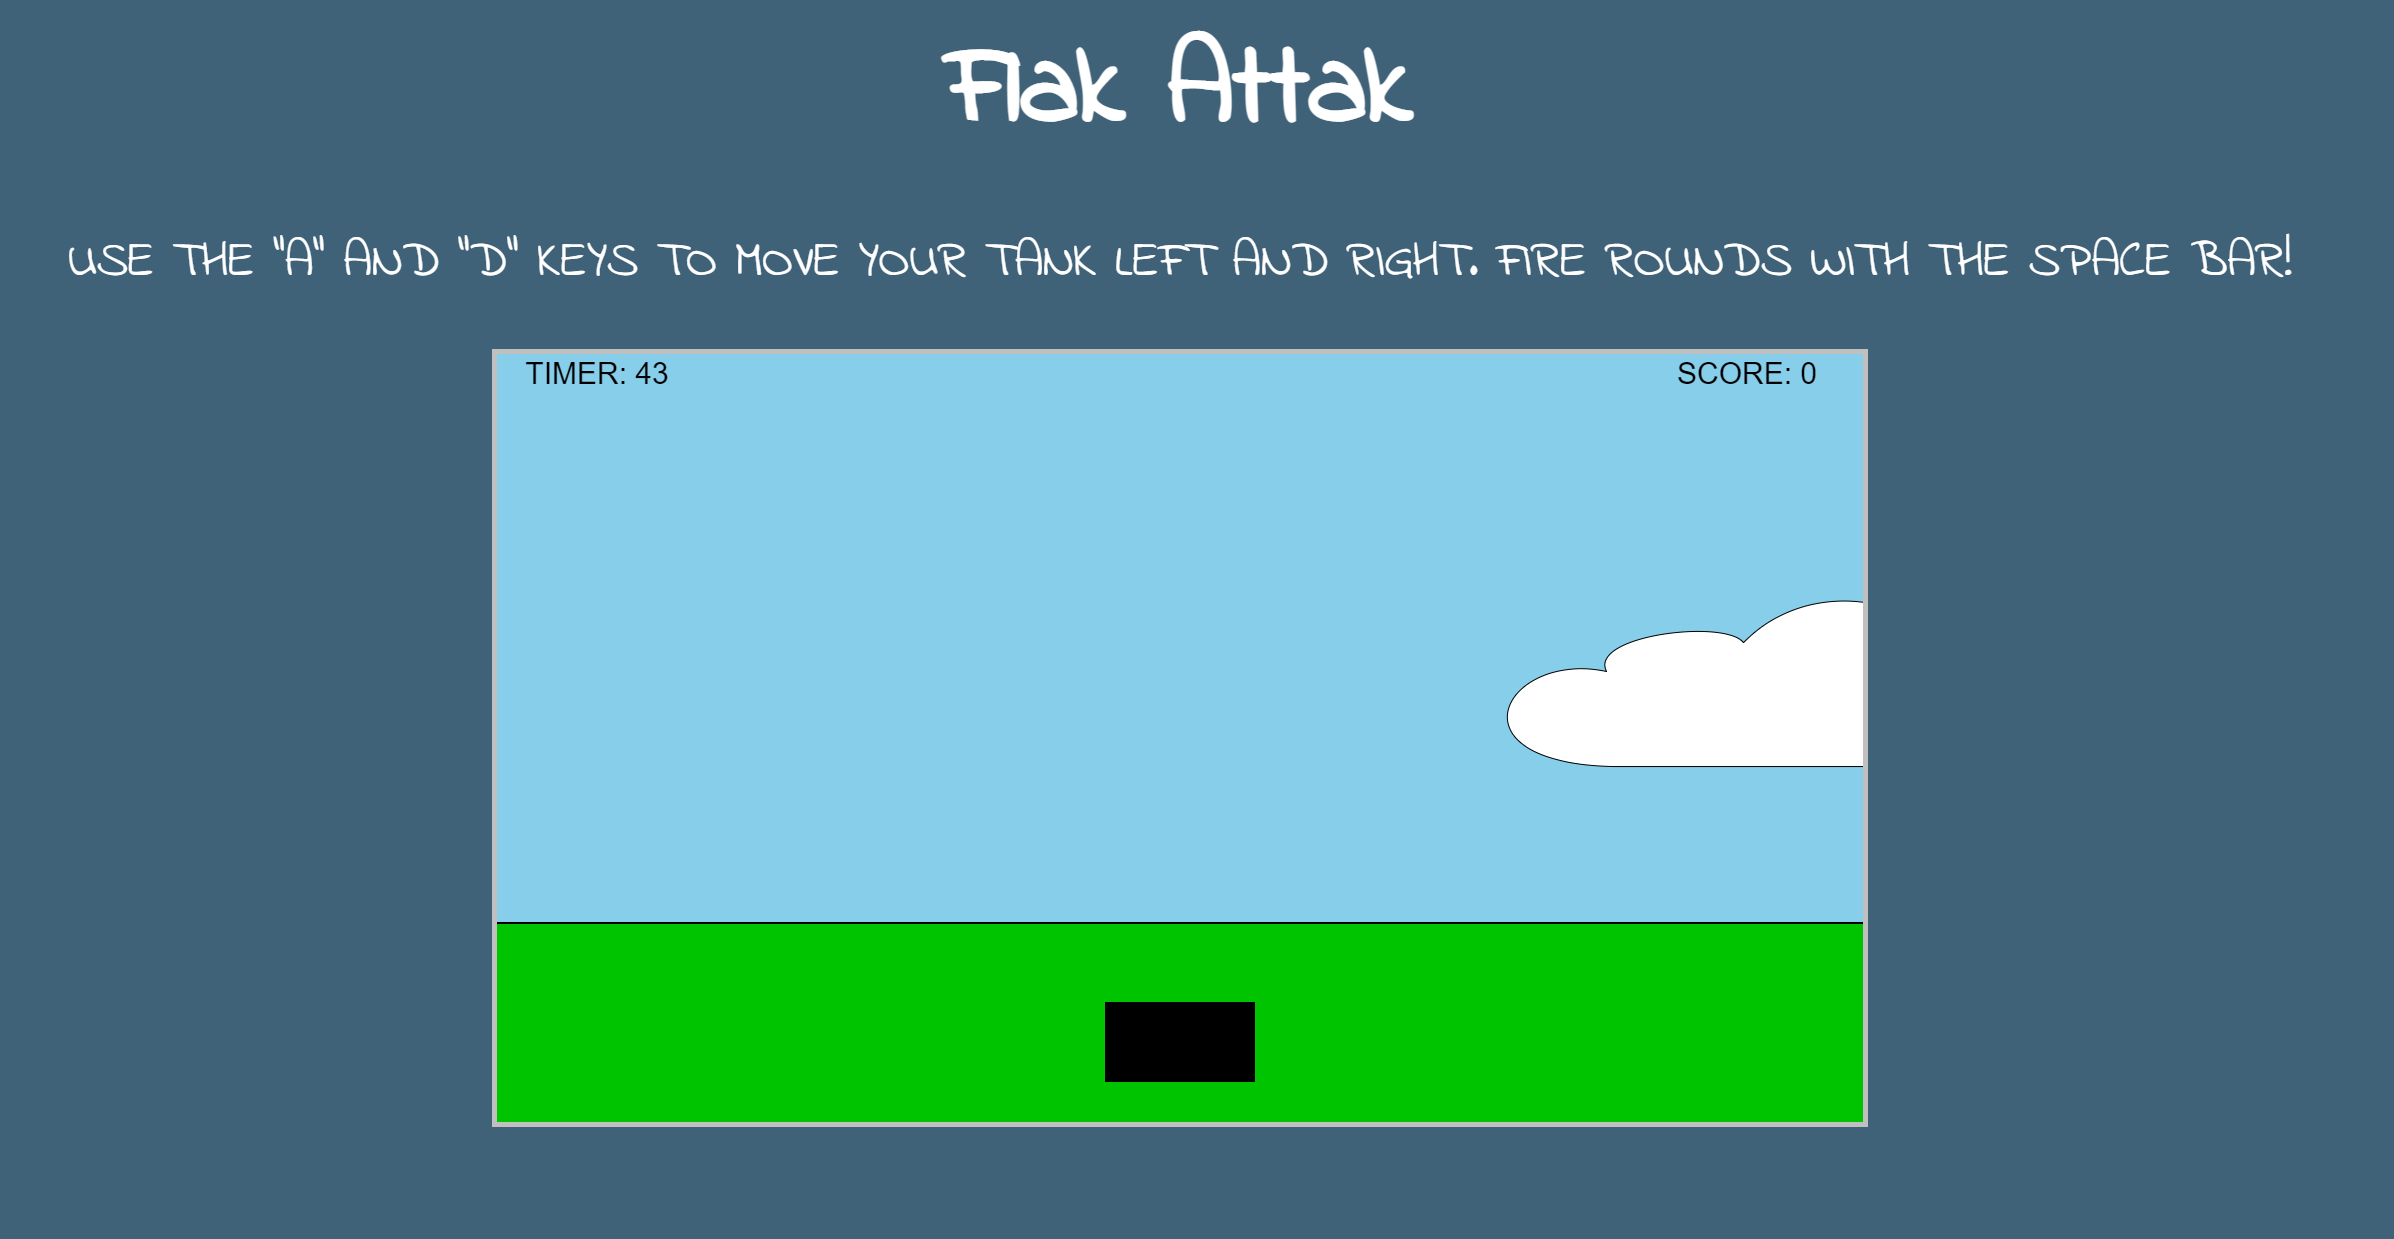 Flak Attak
USE THE "A" AND "D" KEYS TO MOVE YOUR TANK LEFT AND RIGHT. FIRE ROUNDS WITH THE SPACE BAR!
TIMER: 43
SCORE: 0